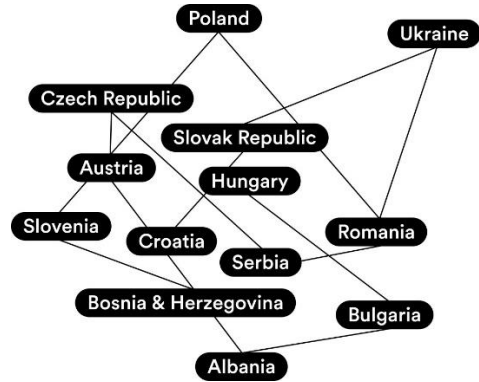 Poland
Ukraine
Czech Republic
Slovak Republic
Austria
Hungary
Slovenia
Croatia
Romania
Serbia
Bosnia & Herzegovina
Bulgaria
Albania